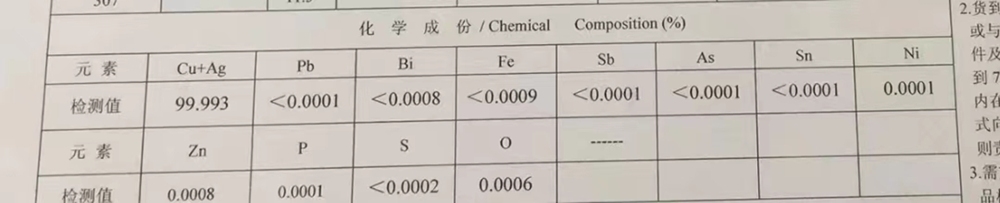 化 学 成 份 / Chemical Composition (%)
元 素 Cu+Ag Pb Bi Fe Sb As Sn Ni
检测值 99.993 <0.0001 <0.0008 <0.0009 <0.0001 <0.0001 <0.0001 0.0001
元 素 Zn P S O ------
检测值 0.0008 0.0001 <0.0002 0.0006
2.货到
或与
件及
到 7
内在
式向
则责
3.需